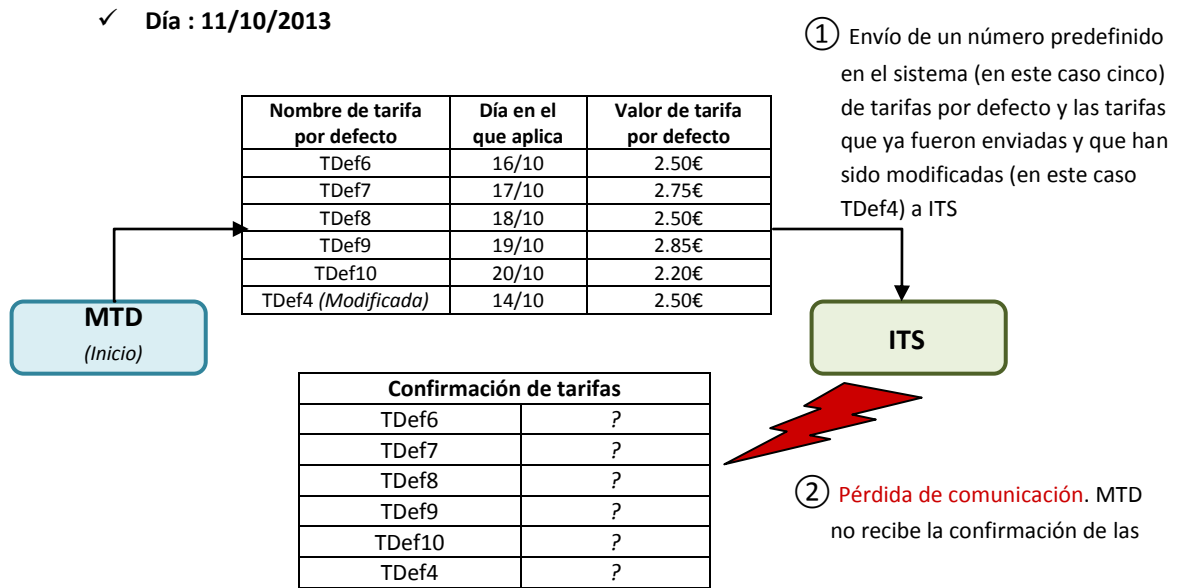 ✓ Día : 11/10/2013
① Envío de un número predefinido
en el sistema (en este caso cinco)
de tarifas por defecto y las tarifas
que ya fueron enviadas y que han
sido modificadas (en este caso
TDef4) a ITS
Nombre de tarifa por defecto Día en el que aplica Valor de tarifa por defecto
TDef6 16/10 2.50€
TDef7 17/10 2.75€
TDef8 18/10 2.50€
TDef9 19/10 2.85€
TDef10 20/10 2.20€
TDef4 (Modificada) 14/10 2.50€
MTD
(Inicio)
ITS
Confirmación de tarifas
TDef6 ?
TDef7 ?
TDef8 ?
TDef9 ?
TDef10 ?
TDef4 ?
② Pérdida de comunicación. MTD
no recibe la confirmación de las